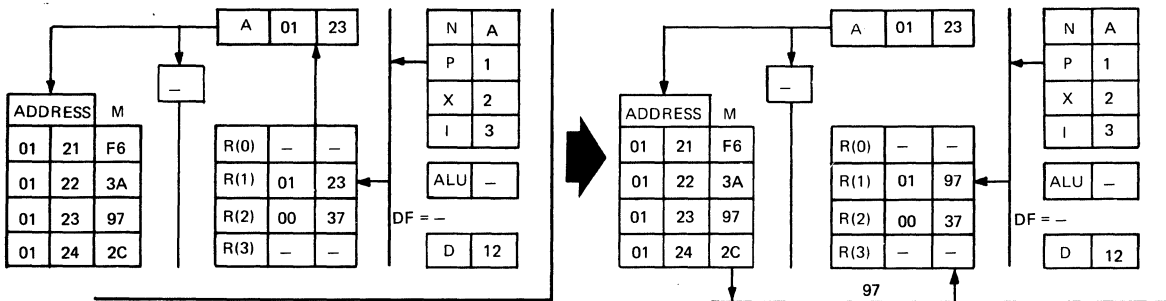 A 01 23
N A
P 1
X 2
I 3
–
ADDRESS M
01 21 F6
01 22 3A
01 23 97
01 24 2C
R(0) – –
R(1) 01 23
R(2) 00 37
R(3) – –
ALU –
DF = –
D 12
A 01 23
N A
P 1
X 2
I 3
–
ADDRESS M
01 21 F6
01 22 3A
01 23 97
01 24 2C
R(0) – –
R(1) 01 97
R(2) 00 37
R(3) – –
ALU –
DF = –
D 12
97